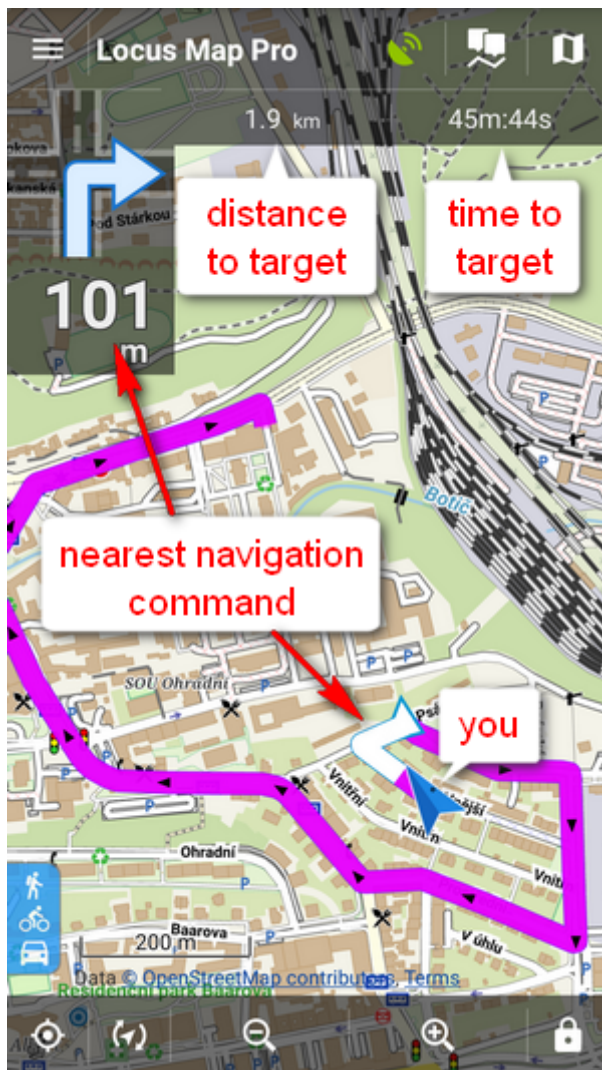 Locus Map Pro
1.9 km
45m:44s
distance
to target
time to
target
101
m
Botič
nearest navigation
command
SOU Ohradní
you
Vnitřní
Ohradní
Baarova
V úhlu
200 m
Data © OpenStreetMap contributors, Terms
Residenční park Baarova